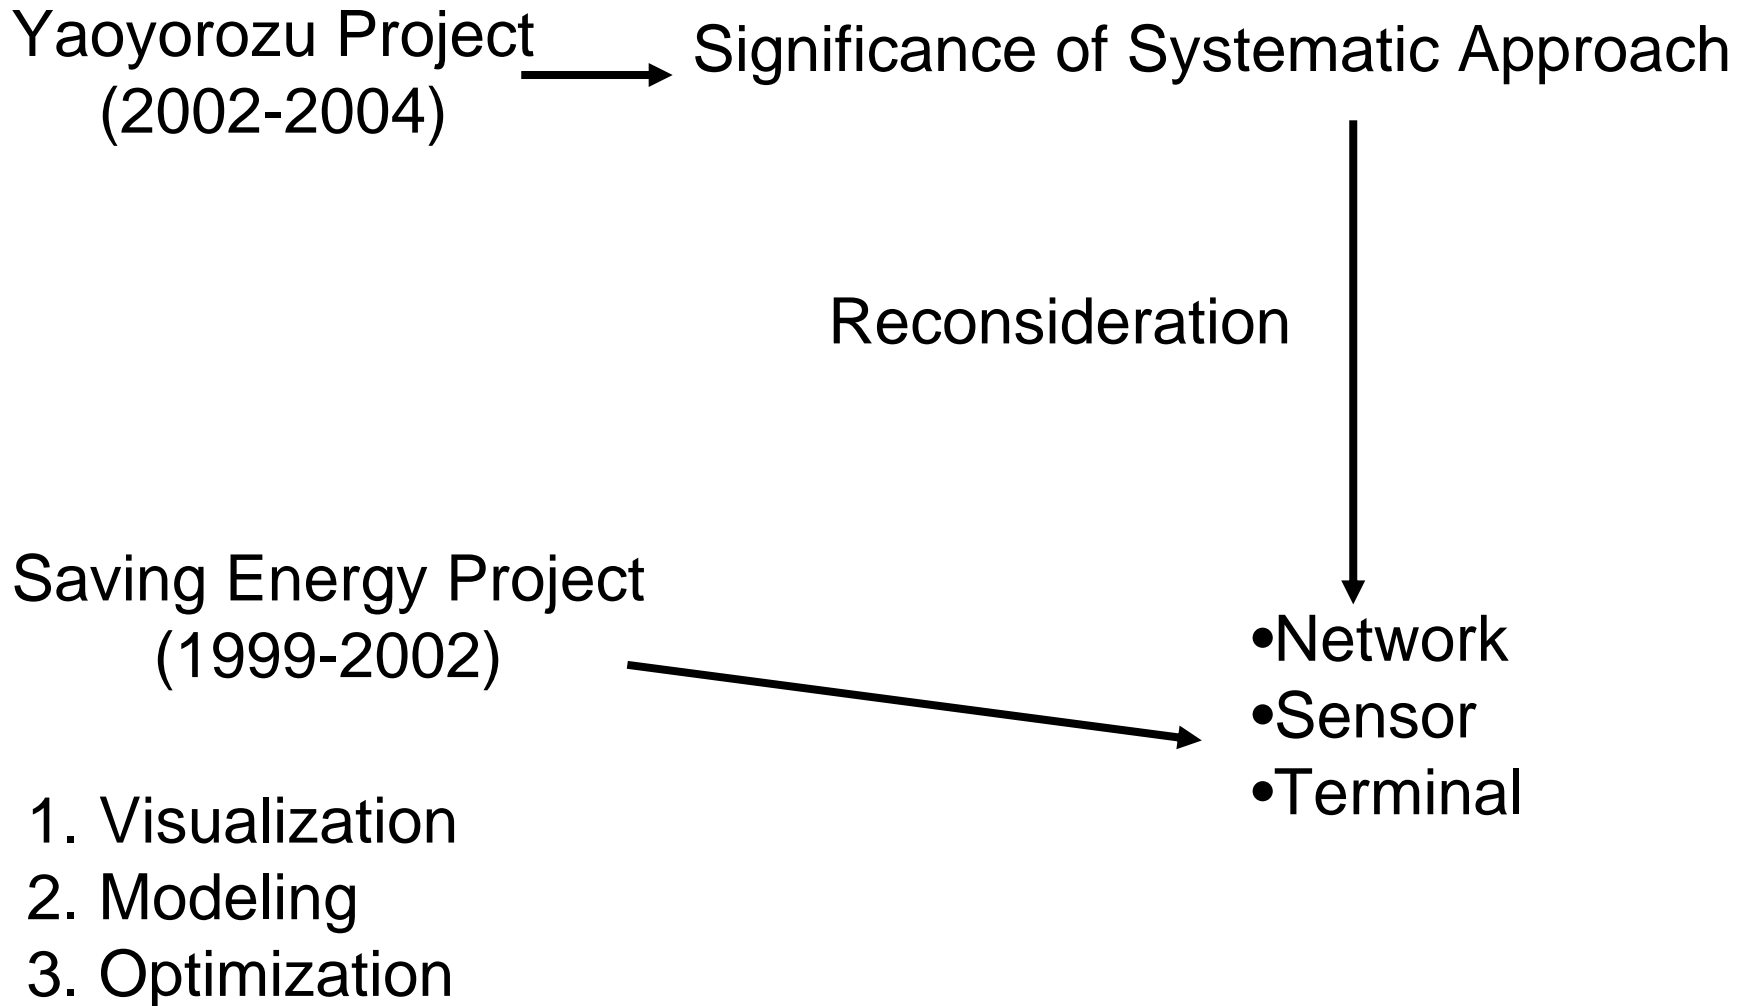 Yaoyorozu Project
(2002-2004)
Significance of Systematic Approach
Reconsideration
Saving Energy Project
(1999-2002)
•Network
•Sensor
•Terminal
1. Visualization
2. Modeling
3. Optimization